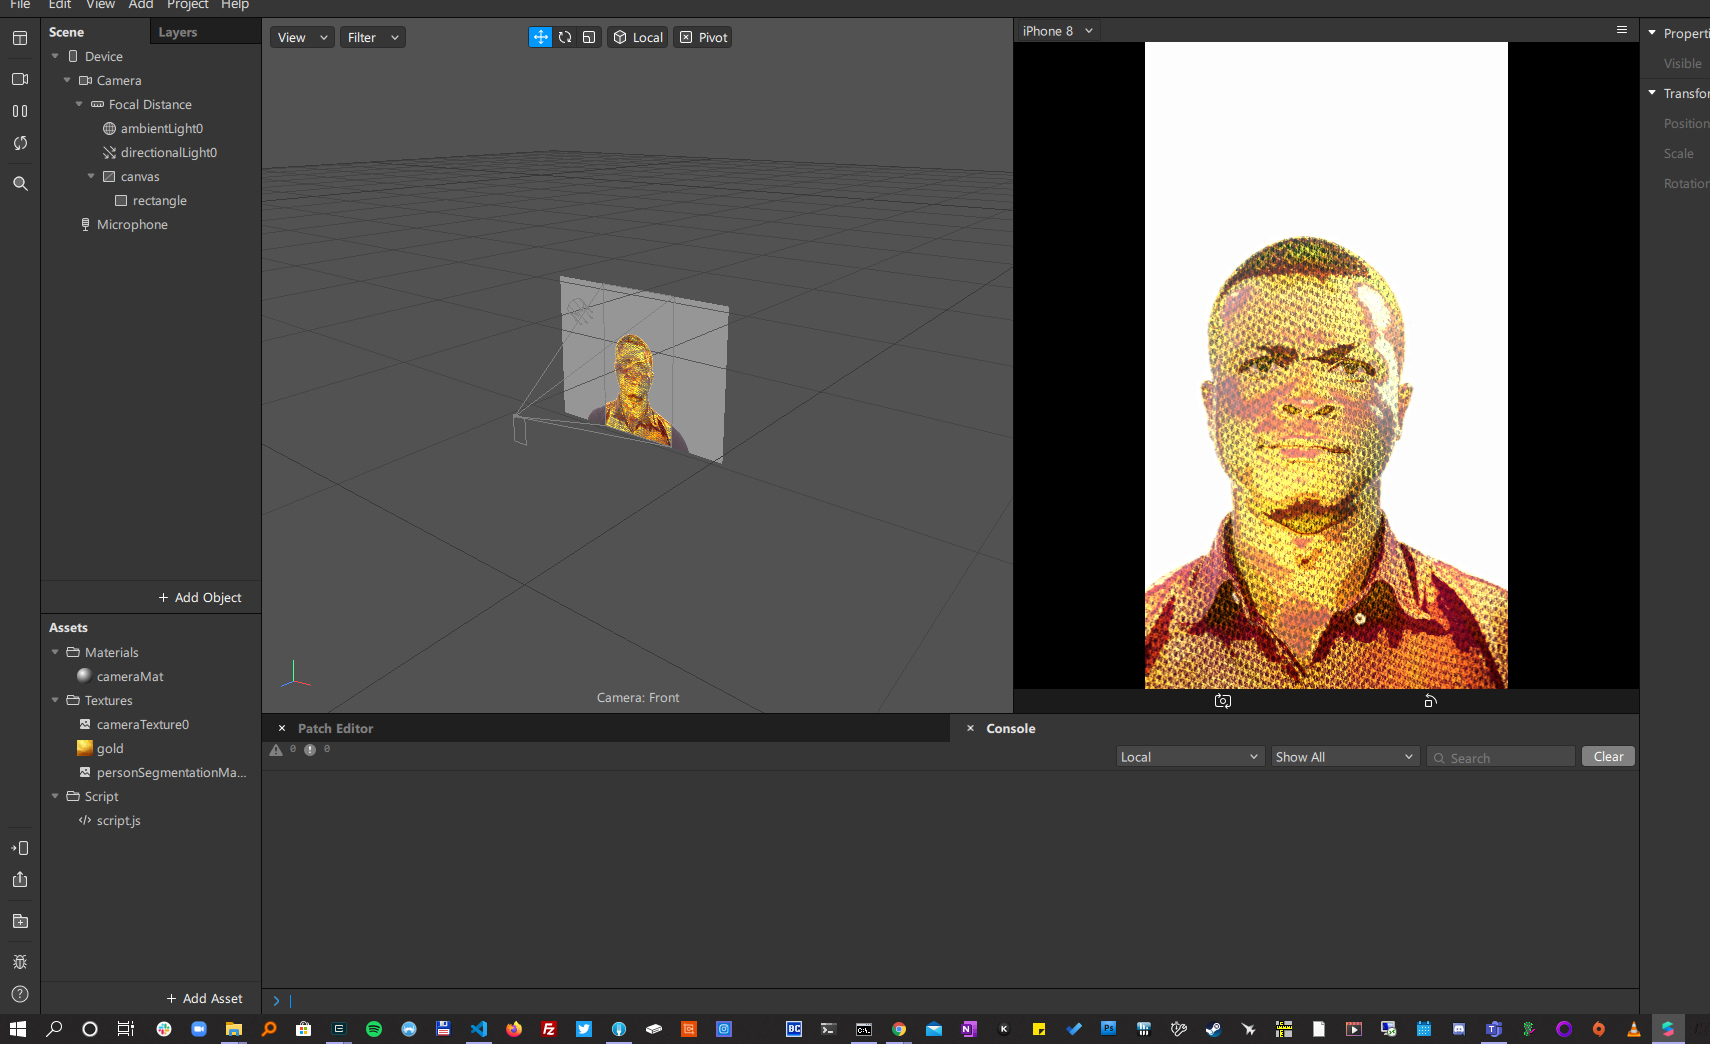 File Edit View Add Project Help
Scene Layers
Device
Camera
Focal Distance
ambientLight0
directionalLight0
canvas
rectangle
Microphone
+ Add Object
Assets
Materials
cameraMat
Textures
cameraTexture0
gold
personSegmentationMa...
Script
script.js
+ Add Asset
View Filter Local Pivot
Camera: Front
iPhone 8
Properti
Visible
Transfor
Position
Scale
Rotation
× Patch Editor
× Console
0 0
Local Show All Search Clear
>